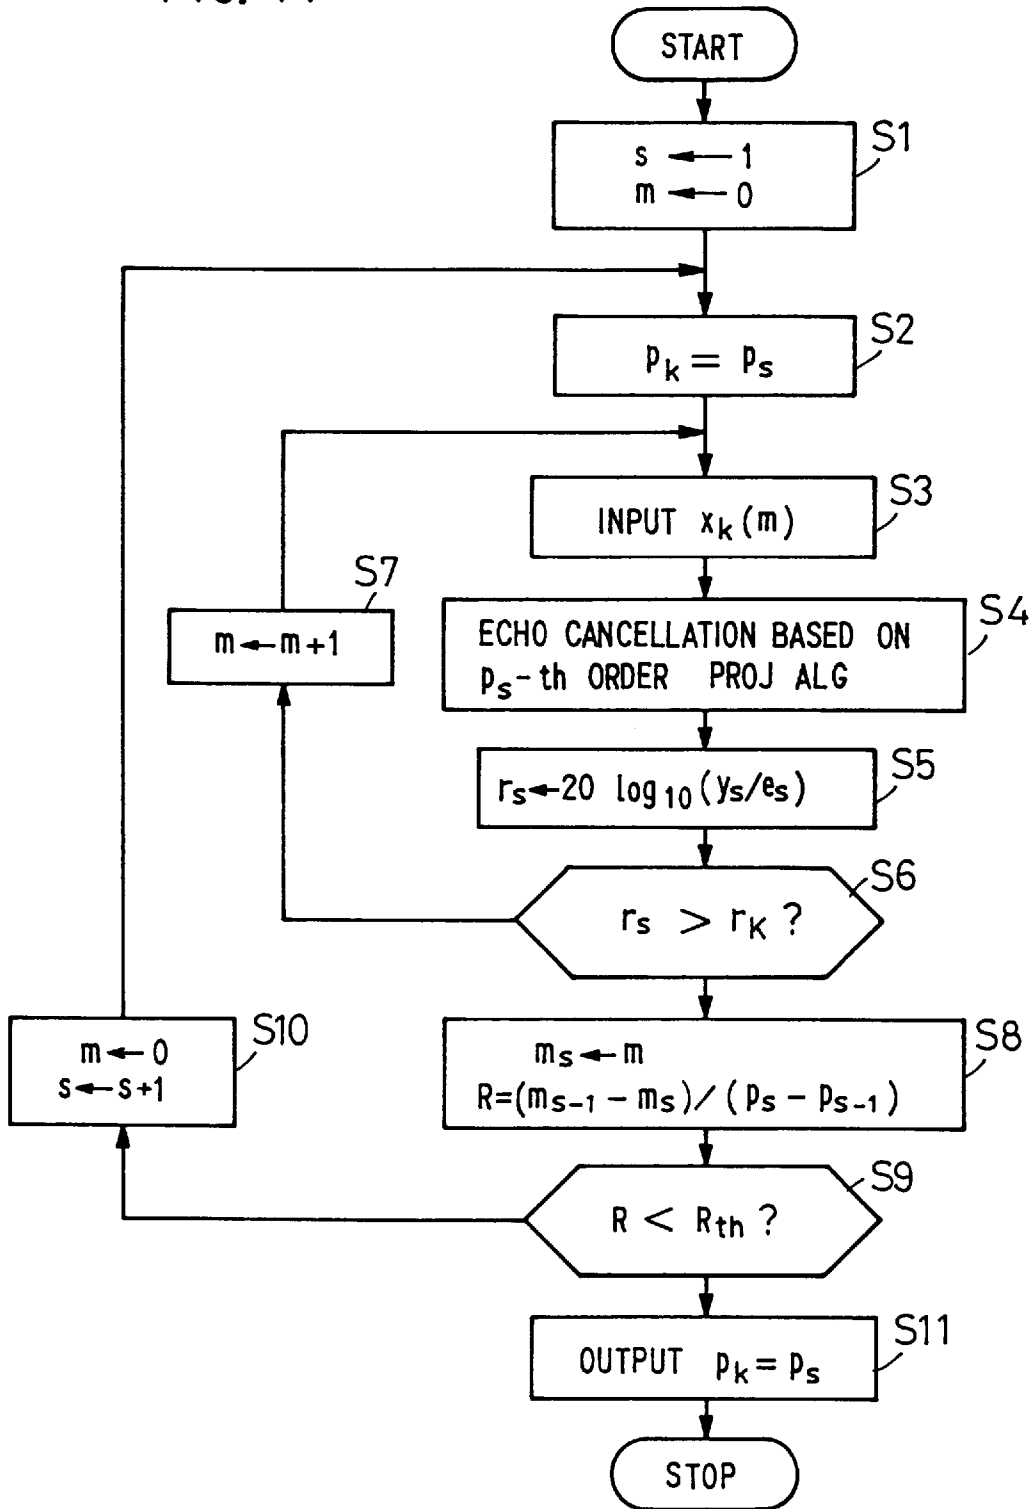 START
S1
s ← 1
m ← 0
S2
pₖ = pₛ
S3
INPUT xₖ(m)
S7
m←m+1
S4
ECHO CANCELLATION BASED ON
pₛ-th ORDER PROJ ALG
S5
rₛ←20 log₁₀(yₛ/eₛ)
S6
rₛ > r_K ?
S10
m←0
s←s+1
S8
mₛ←m
R=(mₛ₋₁ - mₛ)/(pₛ - pₛ₋₁)
S9
R < R_th ?
S11
OUTPUT pₖ=pₛ
STOP